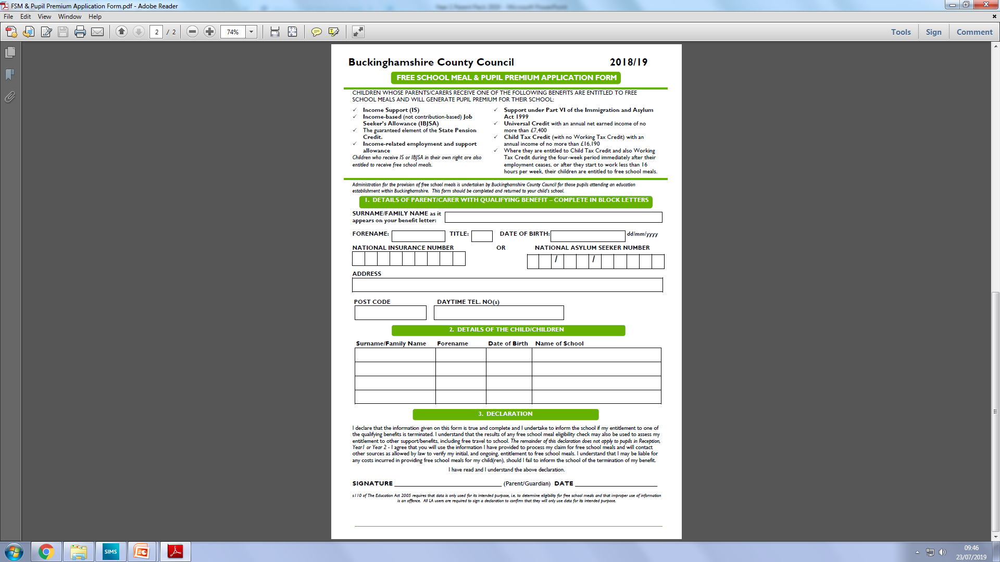 FSM & Pupil Premium Application Form.pdf - Adobe Reader
File Edit View Window Help
2 / 2 74% Tools Sign Comment
Buckinghamshire County Council 2018/19
FREE SCHOOL MEAL & PUPIL PREMIUM APPLICATION FORM
CHILDREN WHOSE PARENTS/CARERS RECEIVE ONE OF THE FOLLOWING BENEFITS ARE ENTITLED TO FREE
SCHOOL MEALS AND WILL GENERATE PUPIL PREMIUM FOR THEIR SCHOOL:
✓ Income Support (IS)
✓ Income-based (not contribution-based) Job
Seeker's Allowance (IBJSA)
✓ The guaranteed element of the State Pension
Credit.
✓ Income-related employment and support
allowance
Children who receive IS or IBJSA in their own right are also
entitled to receive free school meals.
✓ Support under Part VI of the Immigration and Asylum
Act 1999
✓ Universal Credit with an annual net earned income of no
more than £7,400
✓ Child Tax Credit (with no Working Tax Credit) with an
annual income of no more than £16,190
✓ Where they are entitled to Child Tax Credit and also Working
Tax Credit during the four-week period immediately after their
employment ceases, or after they start to work less than 16
hours per week, their children are entitled to free school meals.
Administration for the provision of free school meals is undertaken by Buckinghamshire County Council for those pupils attending an education
establishment within Buckinghamshire. This form should be completed and returned to your child's school.
1. DETAILS OF PARENT/CARER WITH QUALIFYING BENEFIT – COMPLETE IN BLOCK LETTERS
SURNAME/FAMILY NAME as it
appears on your benefit letter:
FORENAME: TITLE: DATE OF BIRTH: dd/mm/yyyy
NATIONAL INSURANCE NUMBER OR NATIONAL ASYLUM SEEKER NUMBER
/ /
ADDRESS
POST CODE DAYTIME TEL. NO(s)
2. DETAILS OF THE CHILD/CHILDREN
Surname/Family Name Forename Date of Birth Name of School
3. DECLARATION
I declare that the information given on this form is true and complete and I undertake to inform the school if my entitlement to one of
the qualifying benefits is terminated. I understand that the results of any free school meal eligibility check may also be used to assess my
entitlement to other support/benefits, including free travel to school. The remainder of this declaration does not apply to pupils in Reception,
Year1 or Year 2 - I agree that you will use the information I have provided to process my claim for free school meals and will contact
other sources as allowed by law to verify my initial, and ongoing, entitlement to free school meals. I understand that I may be liable for
any costs incurred in providing free school meals for my child(ren), should I fail to inform the school of the termination of my benefit.
I have read and I understand the above declaration.
SIGNATURE ____________________ (Parent/Guardian) DATE ____________________
s110 of The Education Act 2005 requires that data is only used for its intended purpose, i.e. to determine eligibility for free school meals and that improper use of information
is an offence. All LA users are required to sign a declaration to confirm that they will only use data for its intended purpose.
SIMS
09:46
23/07/2019